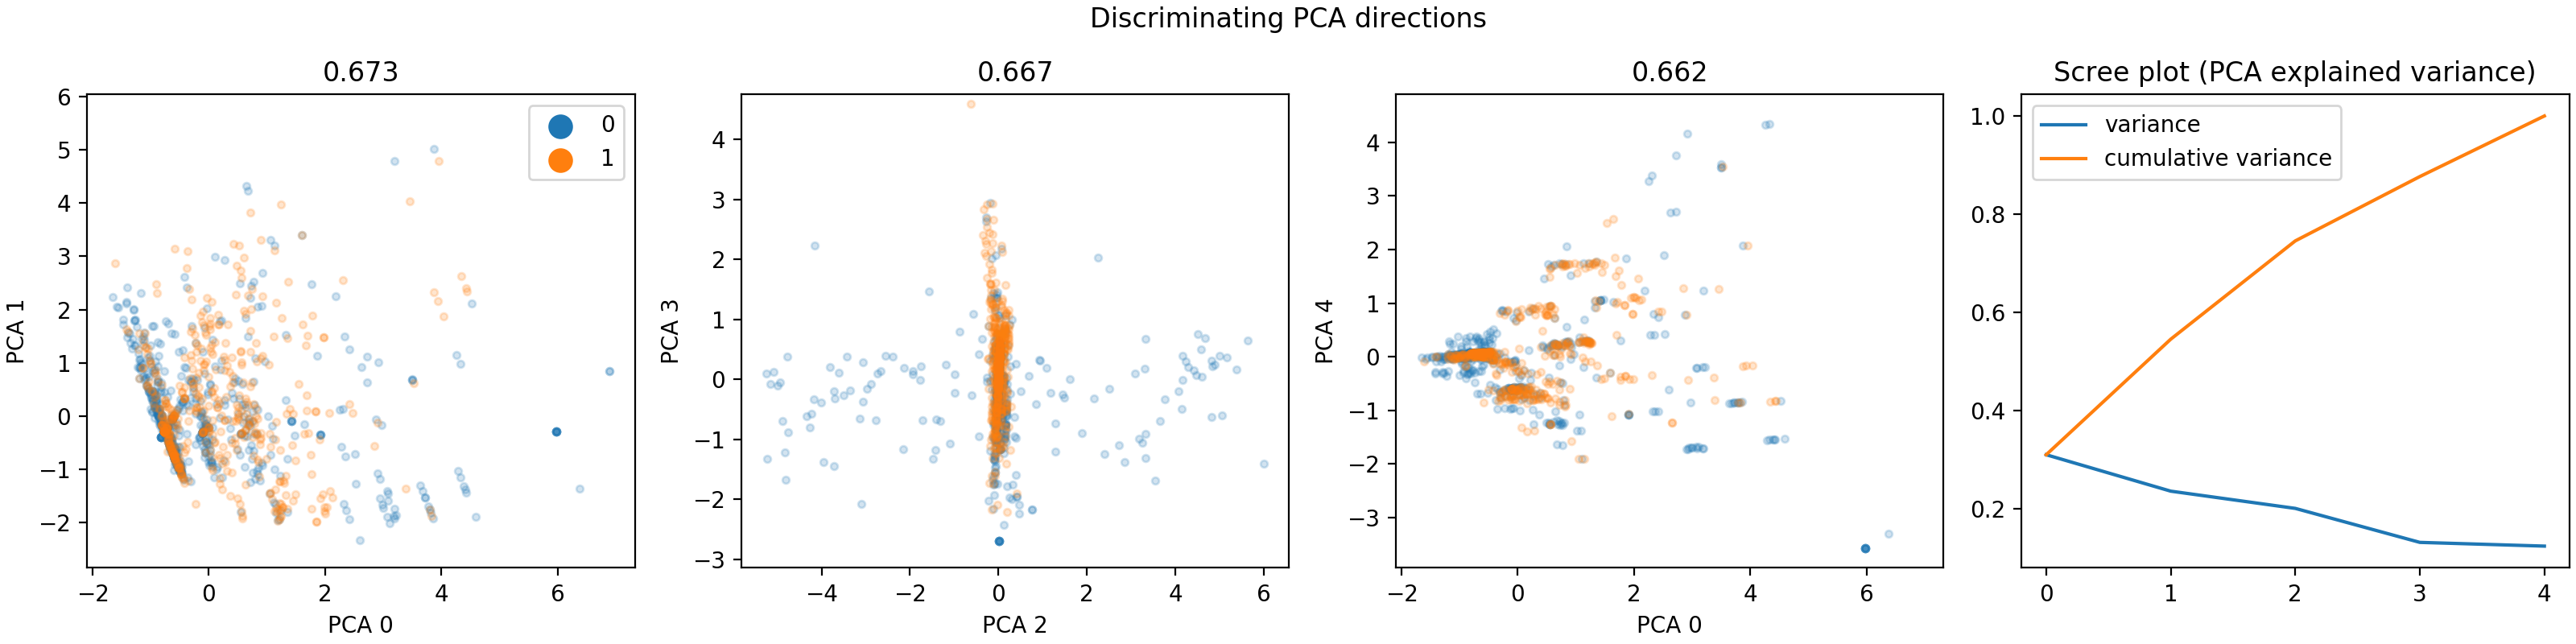 Discriminating PCA directions
0.673
6
5
4
3
2
1
0
−1
−2
−2 0 2 4 6
PCA 1
PCA 0
0
1
0.667
4
3
2
1
0
−1
−2
−3
−4 −2 0 2 4 6
PCA 3
PCA 2
0.662
4
3
2
1
0
−1
−2
−3
−2 0 2 4 6
PCA 4
PCA 0
Scree plot (PCA explained variance)
variance
cumulative variance
1.0
0.8
0.6
0.4
0.2
0 1 2 3 4